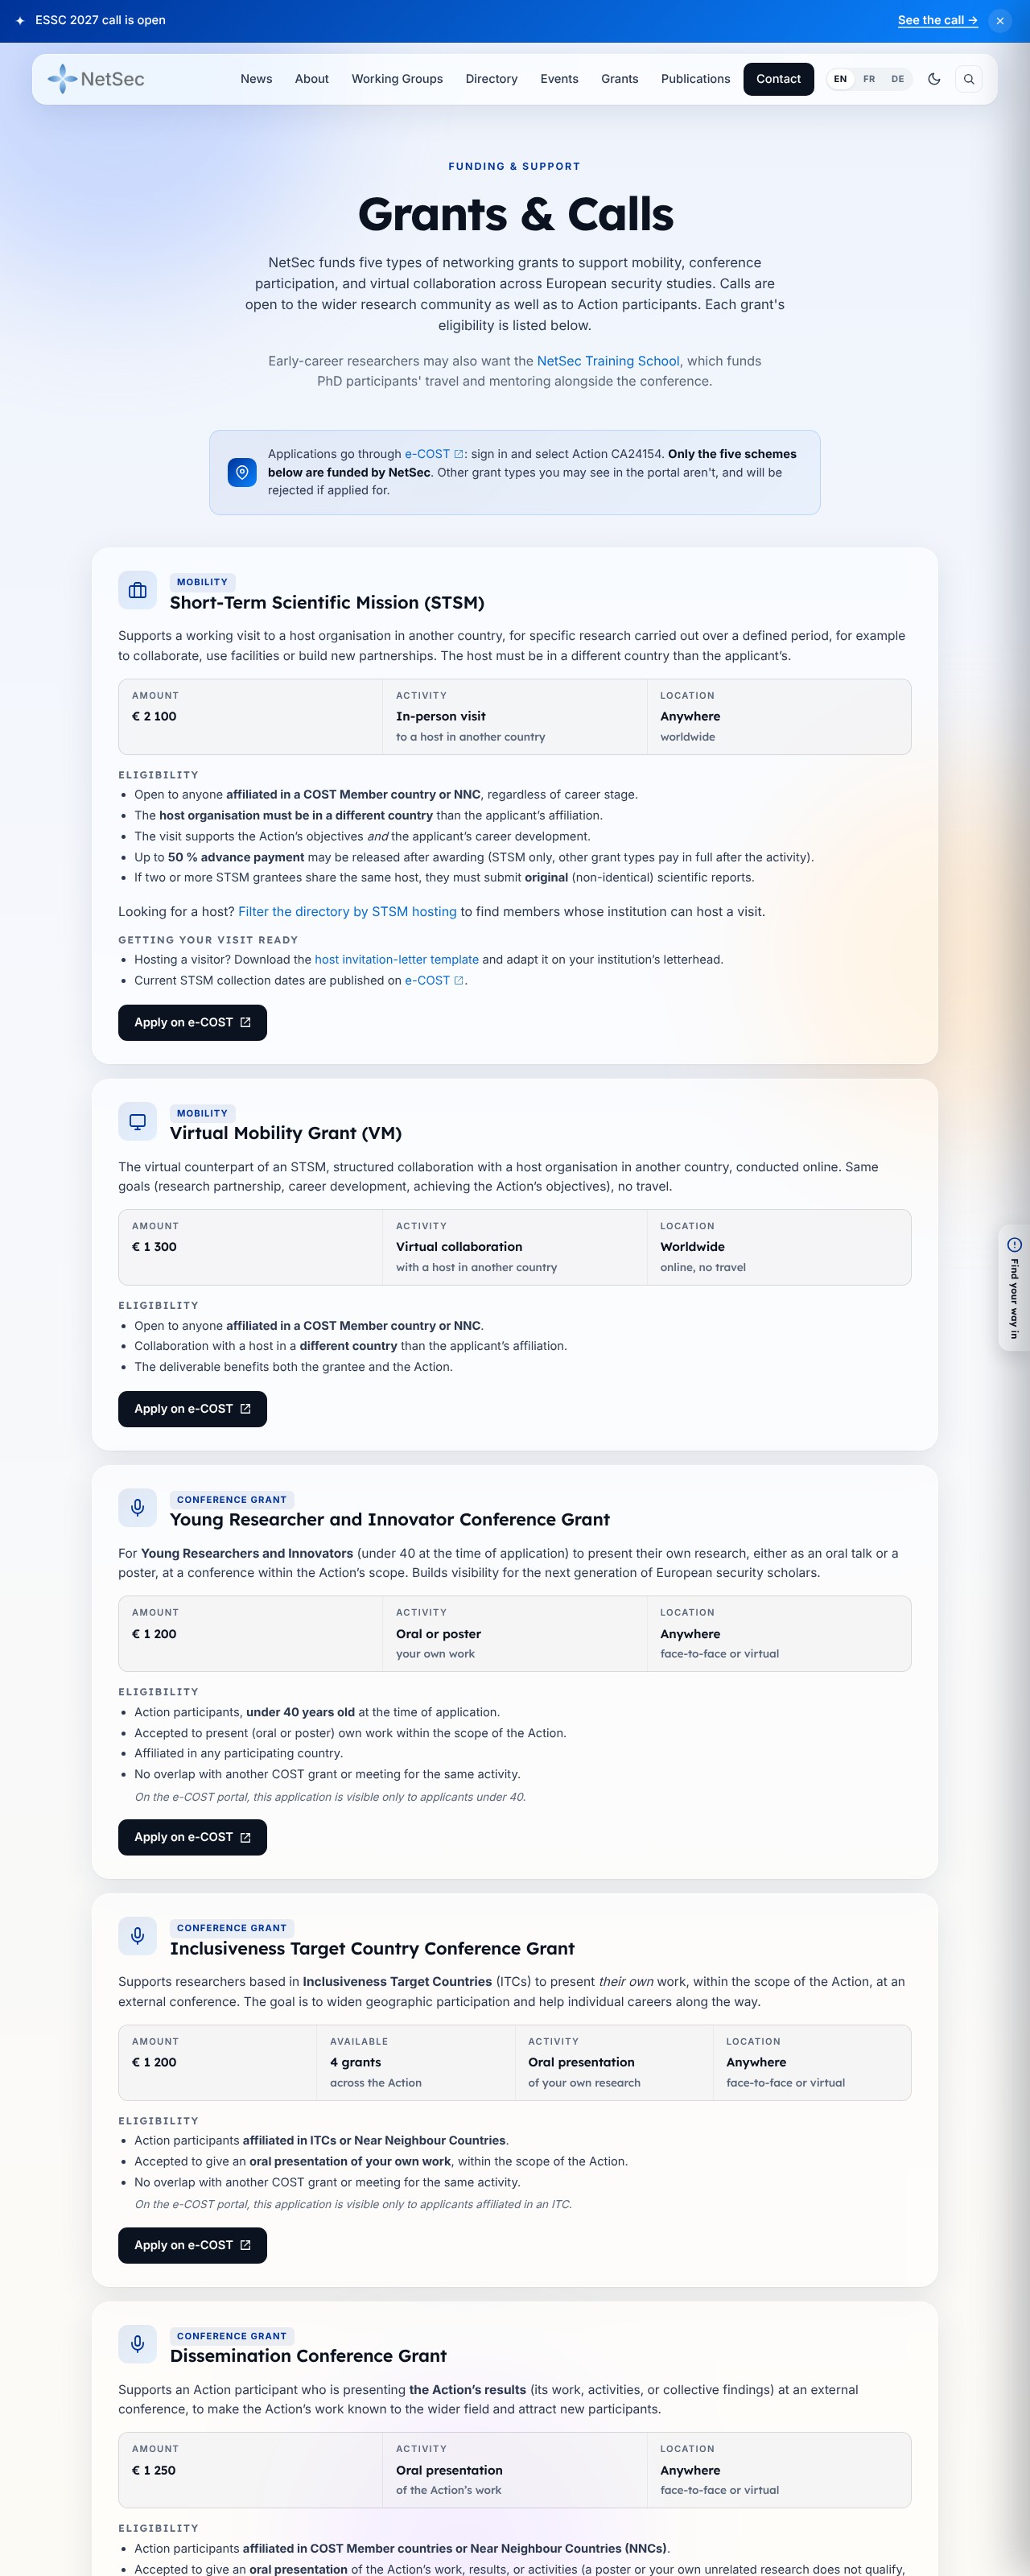 ESSC 2027 call is open
See the call →
NetSec
News About Working Groups Directory Events Grants Publications Contact EN FR DE
FUNDING & SUPPORT
Grants & Calls
NetSec funds five types of networking grants to support mobility, conference
participation, and virtual collaboration across European security studies. Calls are
open to the wider research community as well as to Action participants. Each grant's
eligibility is listed below.
Early-career researchers may also want the NetSec Training School, which funds
PhD participants' travel and mentoring alongside the conference.
Applications go through e-COST: sign in and select Action CA24154. Only the five schemes
below are funded by NetSec. Other grant types you may see in the portal aren't, and will be
rejected if applied for.
MOBILITY
Short-Term Scientific Mission (STSM)
Supports a working visit to a host organisation in another country, for specific research carried out over a defined period, for example
to collaborate, use facilities or build new partnerships. The host must be in a different country than the applicant’s.
AMOUNT ACTIVITY LOCATION
€ 2 100 In-person visit Anywhere
to a host in another country worldwide
ELIGIBILITY
• Open to anyone affiliated in a COST Member country or NNC, regardless of career stage.
• The host organisation must be in a different country than the applicant’s affiliation.
• The visit supports the Action’s objectives and the applicant’s career development.
• Up to 50 % advance payment may be released after awarding (STSM only, other grant types pay in full after the activity).
• If two or more STSM grantees share the same host, they must submit original (non-identical) scientific reports.
Looking for a host? Filter the directory by STSM hosting to find members whose institution can host a visit.
GETTING YOUR VISIT READY
• Hosting a visitor? Download the host invitation-letter template and adapt it on your institution’s letterhead.
• Current STSM collection dates are published on e-COST.
Apply on e-COST
MOBILITY
Virtual Mobility Grant (VM)
The virtual counterpart of an STSM, structured collaboration with a host organisation in another country, conducted online. Same
goals (research partnership, career development, achieving the Action’s objectives), no travel.
AMOUNT ACTIVITY LOCATION
€ 1 300 Virtual collaboration Worldwide
with a host in another country online, no travel
Find your way in
ELIGIBILITY
• Open to anyone affiliated in a COST Member country or NNC.
• Collaboration with a host in a different country than the applicant’s affiliation.
• The deliverable benefits both the grantee and the Action.
Apply on e-COST
CONFERENCE GRANT
Young Researcher and Innovator Conference Grant
For Young Researchers and Innovators (under 40 at the time of application) to present their own research, either as an oral talk or a
poster, at a conference within the Action’s scope. Builds visibility for the next generation of European security scholars.
AMOUNT ACTIVITY LOCATION
€ 1 200 Oral or poster Anywhere
your own work face-to-face or virtual
ELIGIBILITY
• Action participants, under 40 years old at the time of application.
• Accepted to present (oral or poster) own work within the scope of the Action.
• Affiliated in any participating country.
• No overlap with another COST grant or meeting for the same activity.
On the e-COST portal, this application is visible only to applicants under 40.
Apply on e-COST
CONFERENCE GRANT
Inclusiveness Target Country Conference Grant
Supports researchers based in Inclusiveness Target Countries (ITCs) to present their own work, within the scope of the Action, at an
external conference. The goal is to widen geographic participation and help individual careers along the way.
AMOUNT AVAILABLE ACTIVITY LOCATION
€ 1 200 4 grants Oral presentation Anywhere
across the Action of your own research face-to-face or virtual
ELIGIBILITY
• Action participants affiliated in ITCs or Near Neighbour Countries.
• Accepted to give an oral presentation of your own work, within the scope of the Action.
• No overlap with another COST grant or meeting for the same activity.
On the e-COST portal, this application is visible only to applicants affiliated in an ITC.
Apply on e-COST
CONFERENCE GRANT
Dissemination Conference Grant
Supports an Action participant who is presenting the Action’s results (its work, activities, or collective findings) at an external
conference, to make the Action’s work known to the wider field and attract new participants.
AMOUNT ACTIVITY LOCATION
€ 1 250 Oral presentation Anywhere
of the Action’s work face-to-face or virtual
ELIGIBILITY
• Action participants affiliated in COST Member countries or Near Neighbour Countries (NNCs).
• Accepted to give an oral presentation of the Action’s work, results, or activities (a poster or your own unrelated research does not qualify,